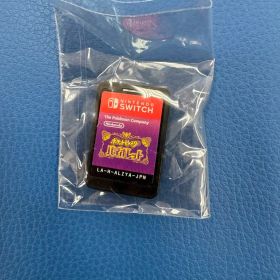 NINTENDO
SWITCH
The Pokémon Company
Nintendo
ポケットモンスター
バイオレット
LA-H-ALZYA-JPN